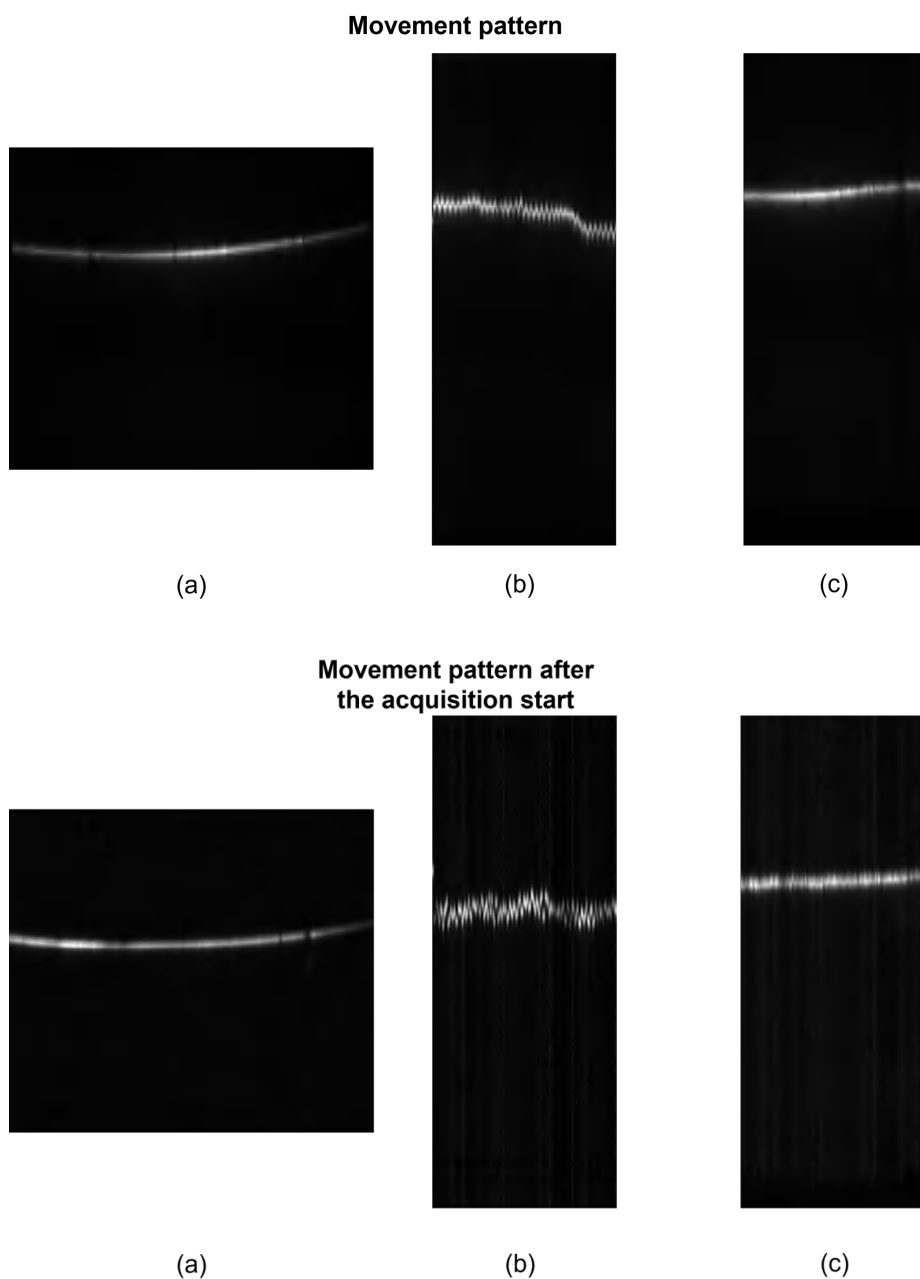 Movement pattern
(a)
(b)
(c)
Movement pattern after
the acquisition start
(a)
(b)
(c)